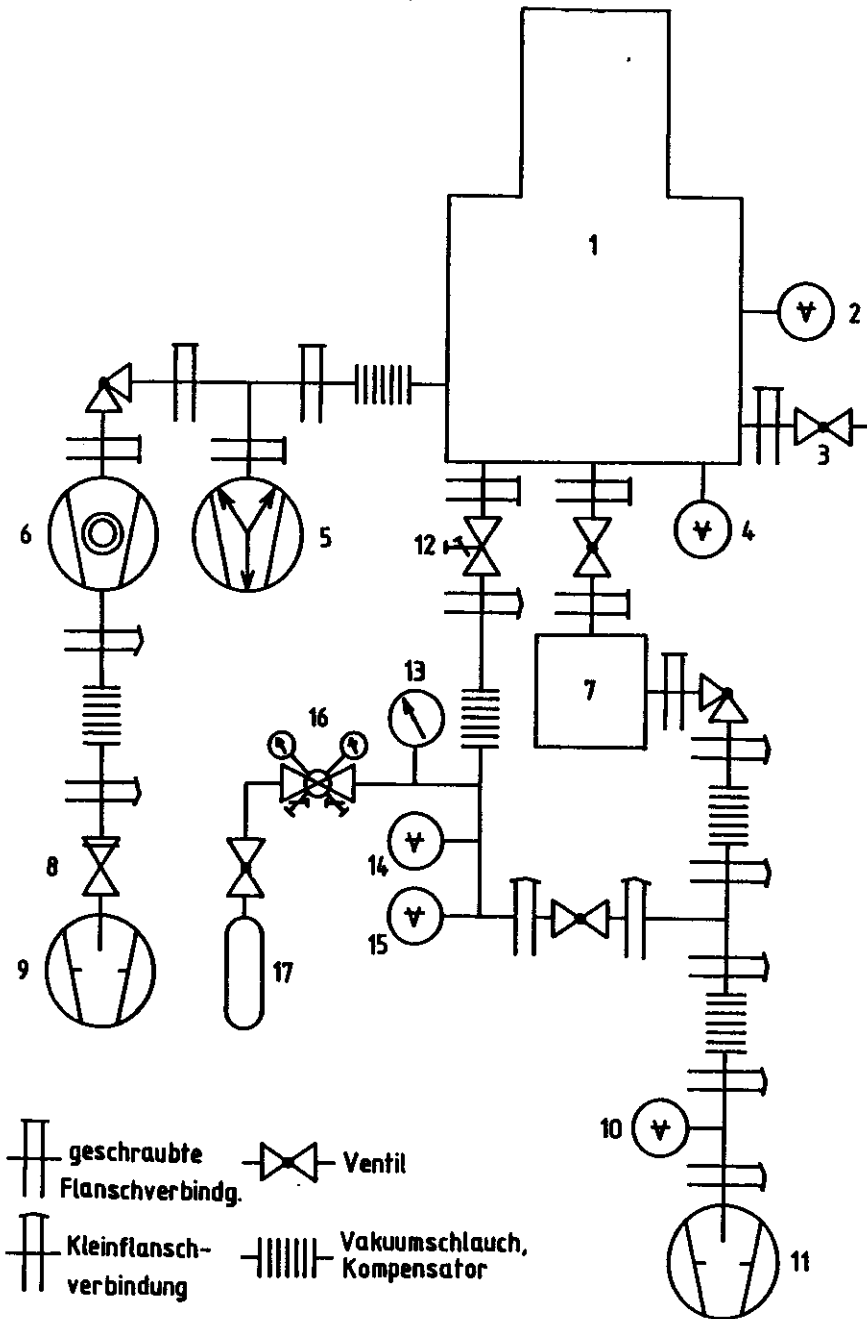 1
2
3
6
5
12
4
13
7
16
8
14
15
9
17
10
11
geschraubte
Flanschverbindg.
Ventil
Kleinflansch-
verbindung
Vakuumschlauch,
Kompensator